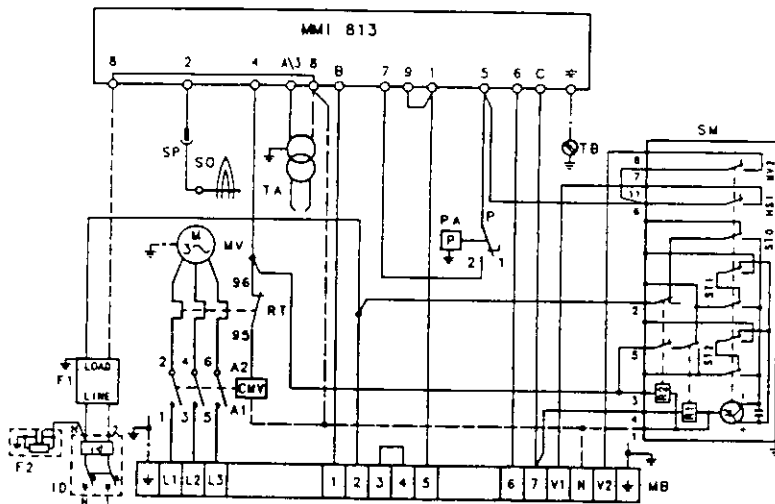 MMI 813
8 2 4 A\3 8 B 7 9 1 5 6 C
SP
SO
TA
TB
SM
8
7
11
6
MV2
HS1
ST0
ST1
ST2
2
5
3
4
1
M
3~
MV
PA
P
P
2 1
96
RT
95
2 4 6
A2
CMV
A1
1 3 5
LOAD
LINE
F1
F2
ID
N
L1 L2 L3 1 2 3 4 5 6 7 V1 N V2
MB